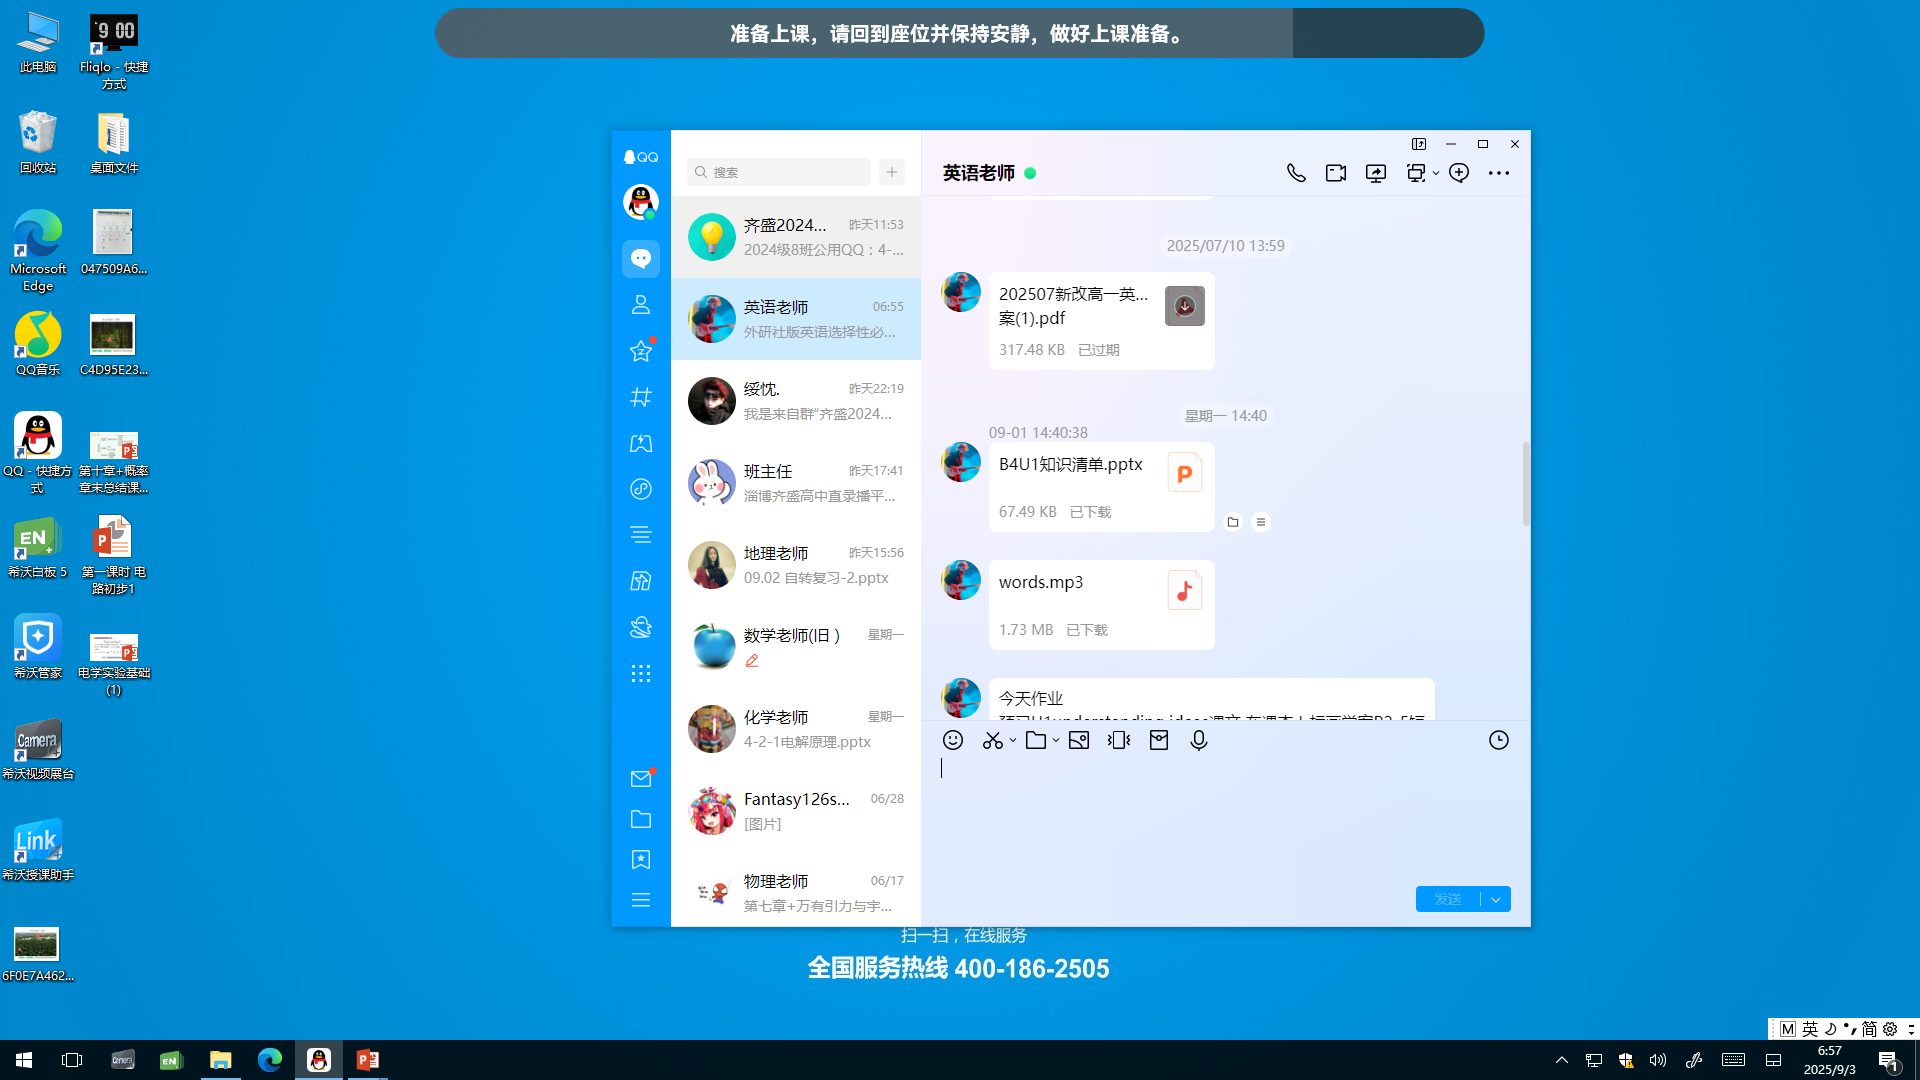 准备上课，请回到座位并保持安静，做好上课准备。
此电脑
Fliqlo - 快捷方式
回收站
桌面文件
Microsoft Edge
047509A6...
QQ音乐
C4D95E23...
QQ - 快捷方式
第十章+概率章末总结课...
希沃白板 5
第一课时 电路初步1
希沃管家
电学实验基础(1)
希沃视频展台
希沃授课助手
6F0E7A462...
QQ
搜索
齐盛2024...
昨天11:53
2024级8班公用QQ：4-...
英语老师
06:55
外研社版英语选择性必...
绥忱.
昨天22:19
我是来自群“齐盛2024...
班主任
昨天17:41
淄博齐盛高中直录播平...
地理老师
昨天15:56
09.02 自转复习-2.pptx
数学老师(旧 )
星期一
化学老师
星期一
4-2-1电解原理.pptx
Fantasy126s...
06/28
[图片]
物理老师
06/17
第七章+万有引力与宇...
英语老师
2025/07/10 13:59
202507新改高一英...
案(1).pdf
317.48 KB 已过期
星期一 14:40
09-01 14:40:38
B4U1知识清单.pptx
67.49 KB 已下载
words.mp3
1.73 MB 已下载
今天作业
发送
扫一扫，在线服务
全国服务热线 400-186-2505
M 英 简
6:57
2025/9/3
1
9 00
EN
Camera
Link
Camera
EN